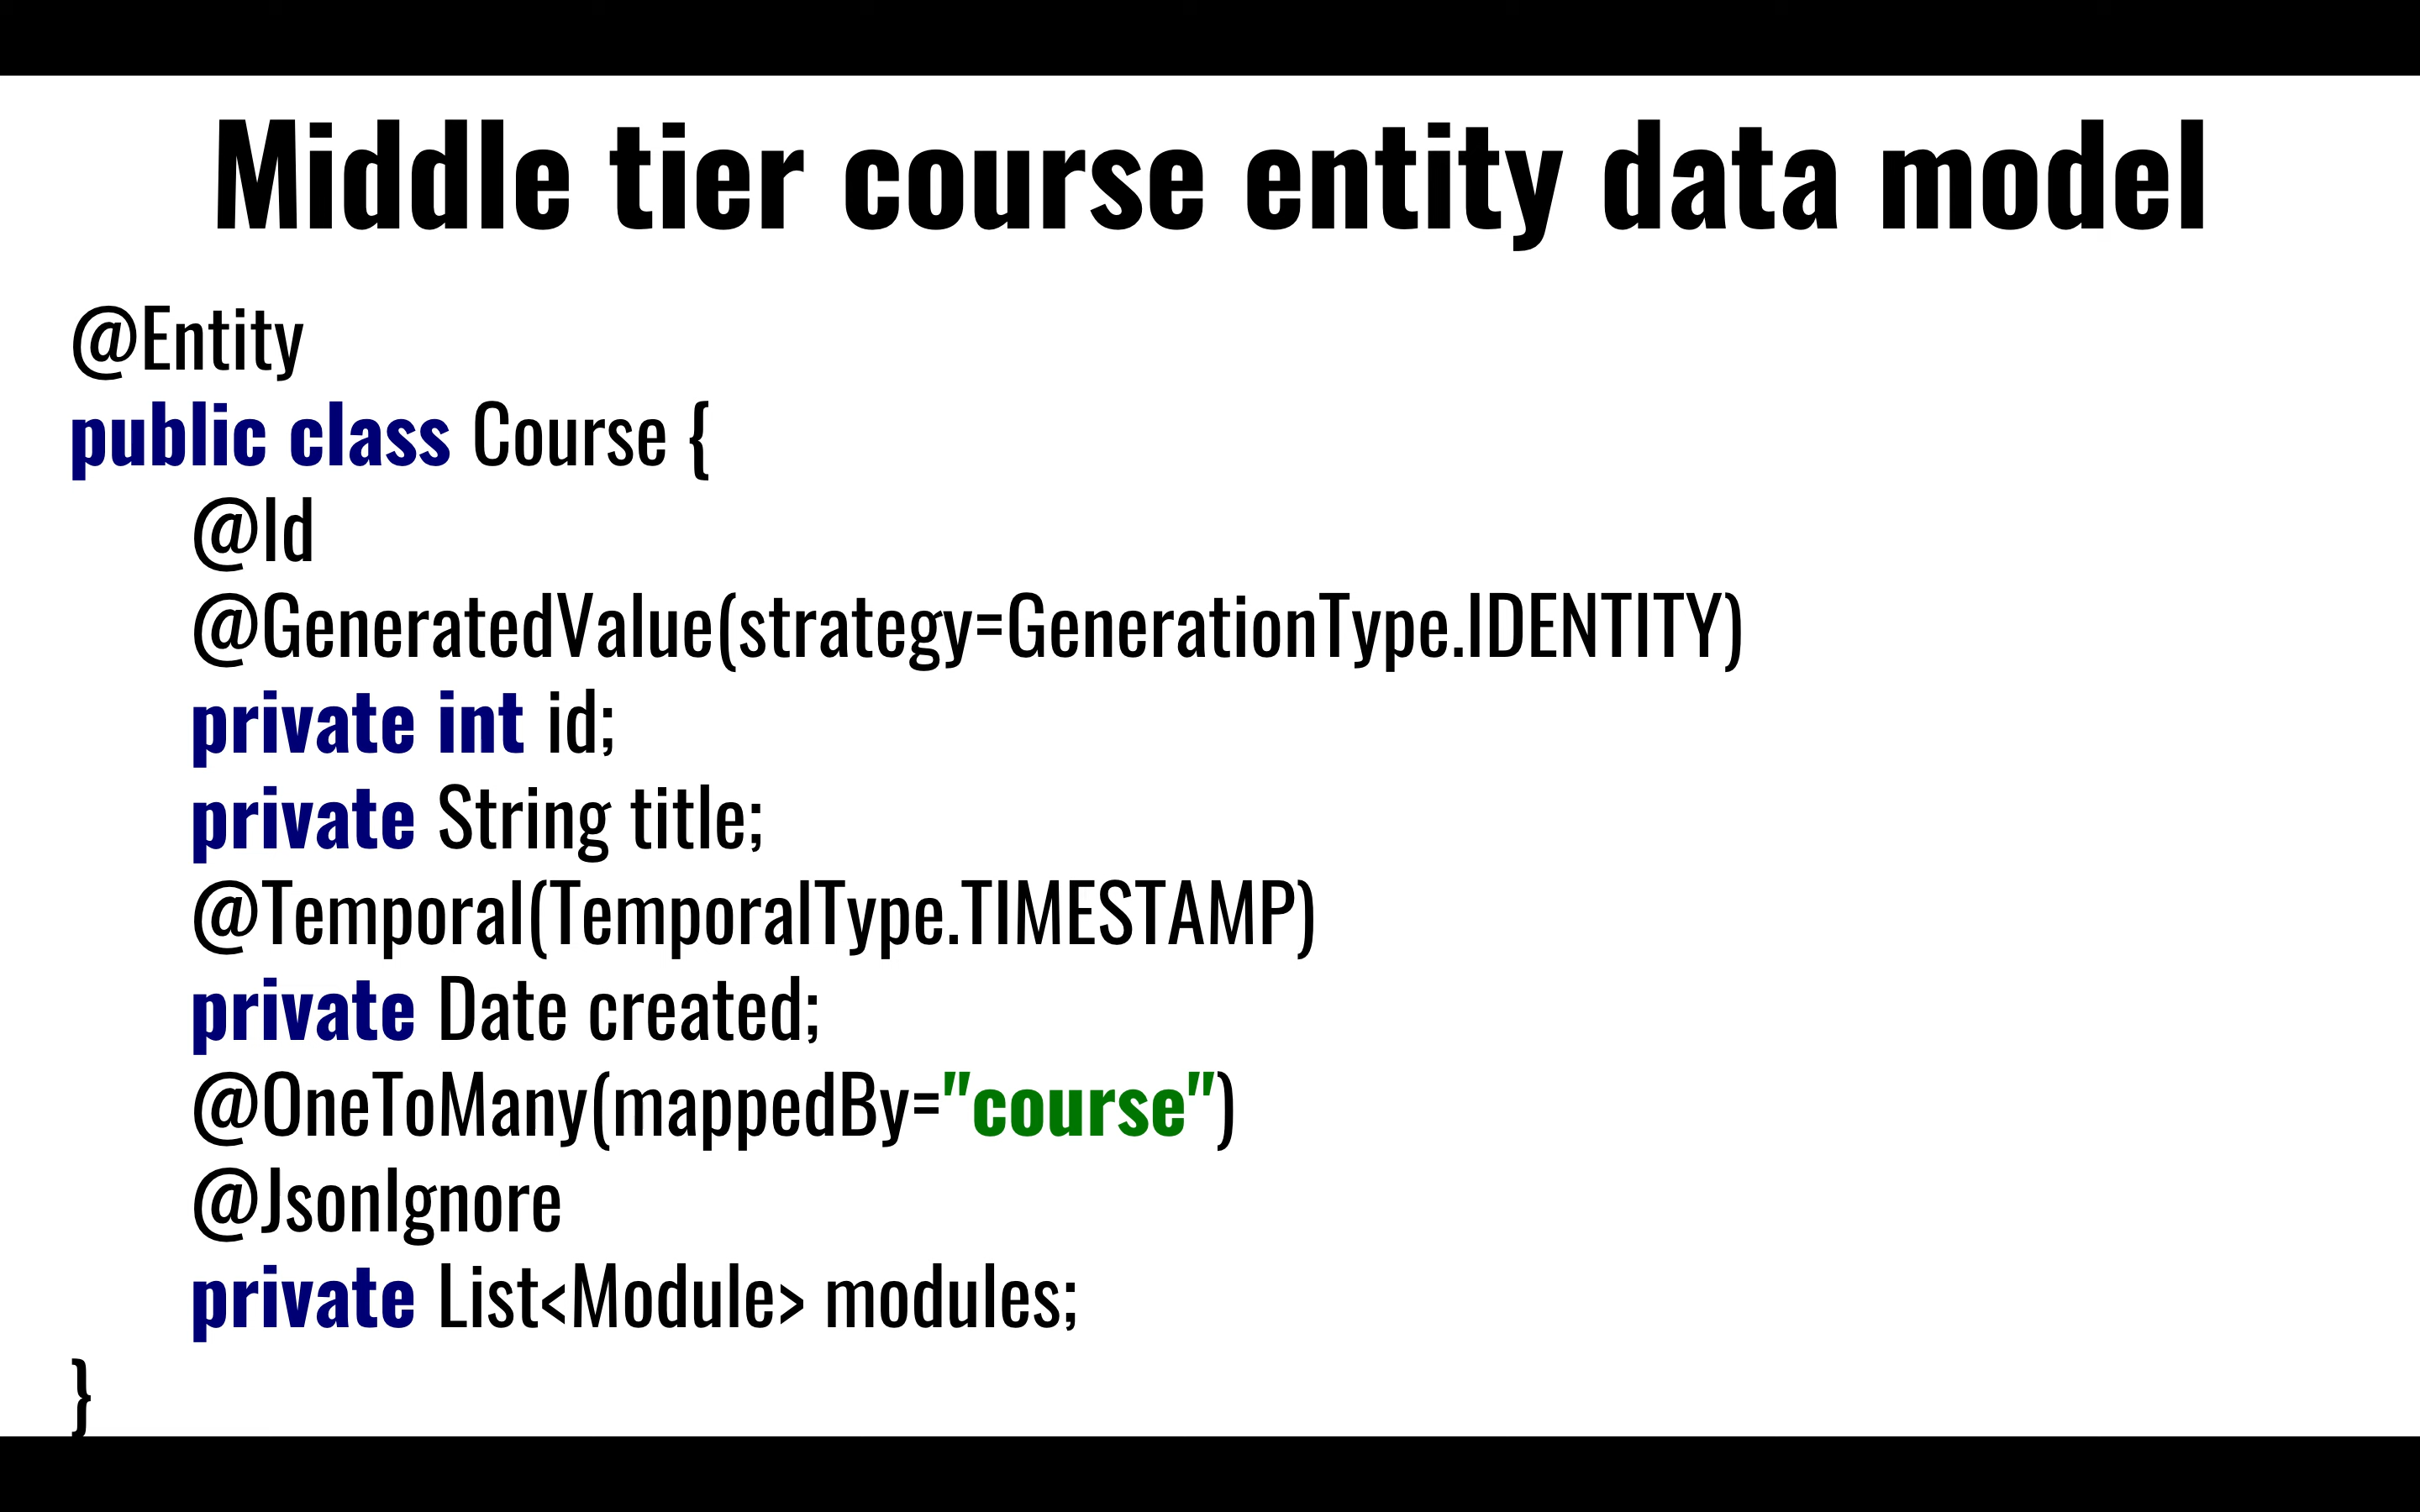 Middle tier course entity data model
@Entity
public class Course {
@Id
@GeneratedValue(strategy=GenerationType.IDENTITY)
private int id;
private String title;
@Temporal(TemporalType.TIMESTAMP)
private Date created;
@OneToMany(mappedBy="course")
@JsonIgnore
private List<Module> modules;
}